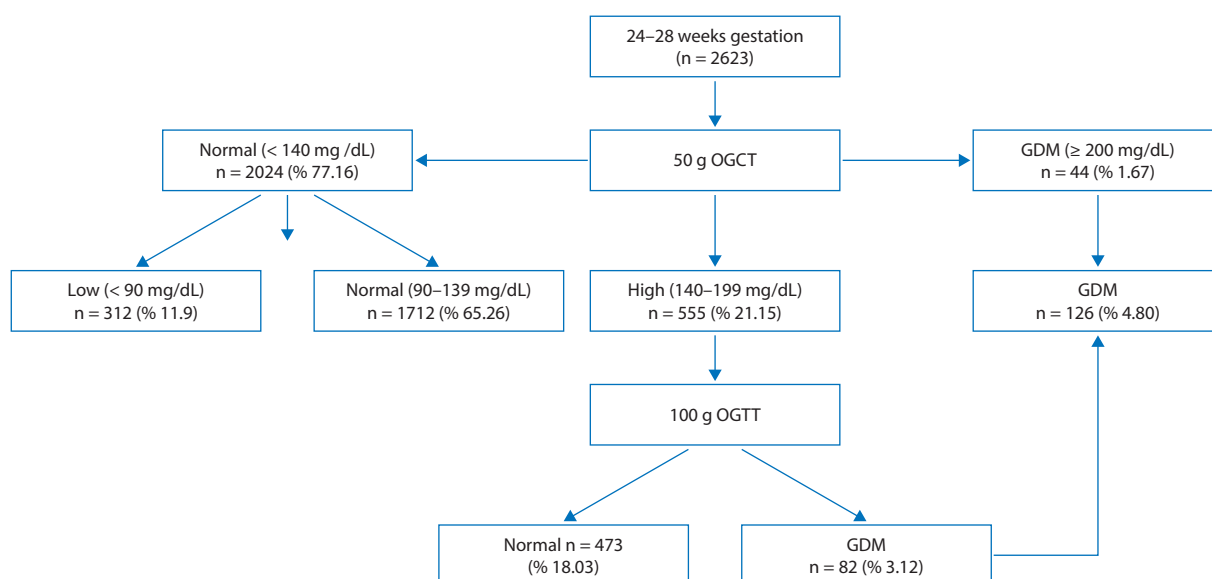 24–28 weeks gestation
(n = 2623)
Normal (< 140 mg /dL)
n = 2024 (% 77.16)
50 g OGCT
GDM (≥ 200 mg/dL)
n = 44 (% 1.67)
Low (< 90 mg/dL)
n = 312 (% 11.9)
Normal (90–139 mg/dL)
n = 1712 (% 65.26)
High (140–199 mg/dL)
n = 555 (% 21.15)
GDM
n = 126 (% 4.80)
100 g OGTT
Normal n = 473
(% 18.03)
GDM
n = 82 (% 3.12)